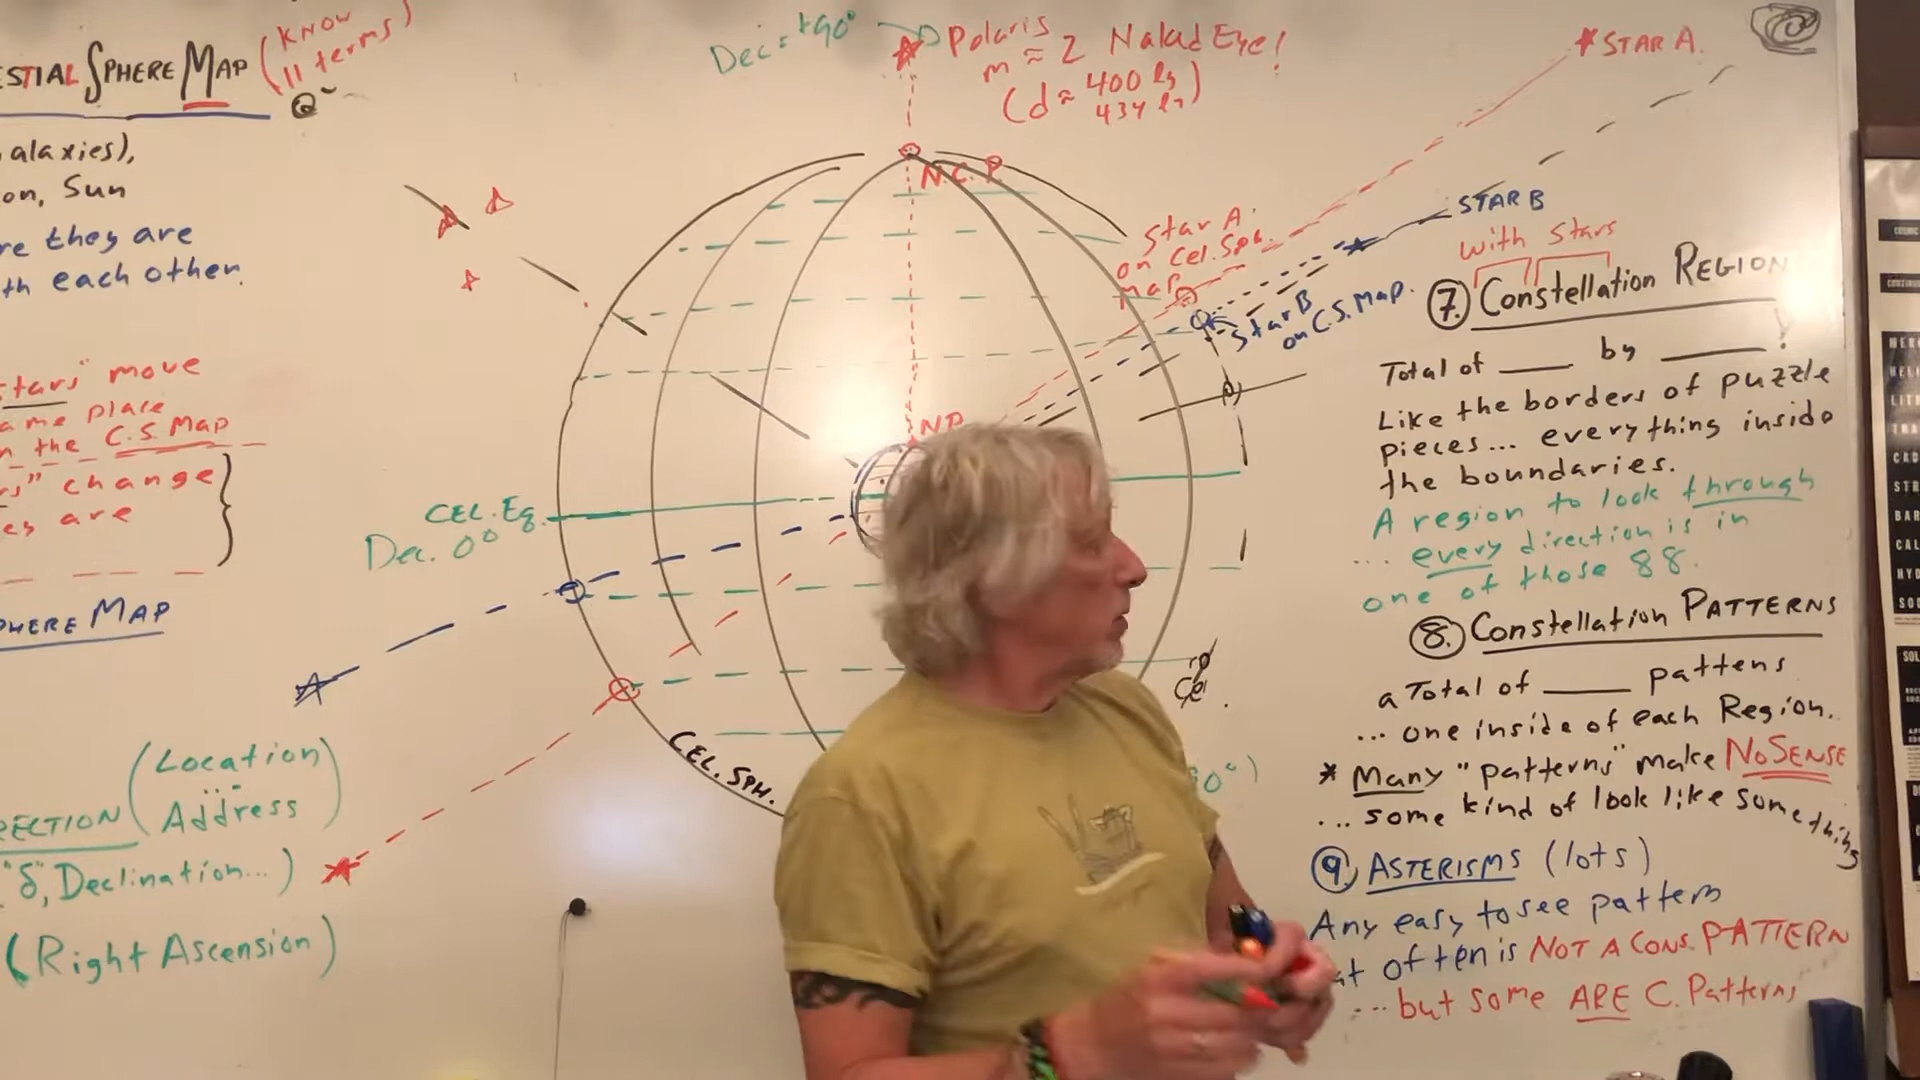 ESTIAL SPHERE MAP
(KNOW
11 terms)
alaxies),
on, Sun
re they are
th each other.
stars" move
ame place
n the C.S. Map
rs" change
es are
PHERE MAP
(Location)
Address
RECTION
"δ, Declination...)
(Right Ascension)
Dec = +90°
Polaris
m ≈ 2 Naked Eye!
(d ≈ 400 ly
434 ly)
N.C.P
STAR A.
Star A
on Cel. Sph.
map
STAR B
Star B
on C.S. Map.
N.P
CEL. Eq.
Dec. 0°
CEL. SPH.
with stars
7. Constellation REGION
Total of ____ by ____!
Like the borders of puzzle
pieces... everything inside
the boundaries.
A region to look through
... every direction is in
one of those 88.
8. Constellation PATTERNS
a Total of ____ pattens
... one inside of each Region.
* Many "patterns" make NOSENSE
... some kind of look like something
9. ASTERISMS (lots)
Any easy to see pattern
at often is NOT A CONS. PATTERN
... but some ARE C. Patterns